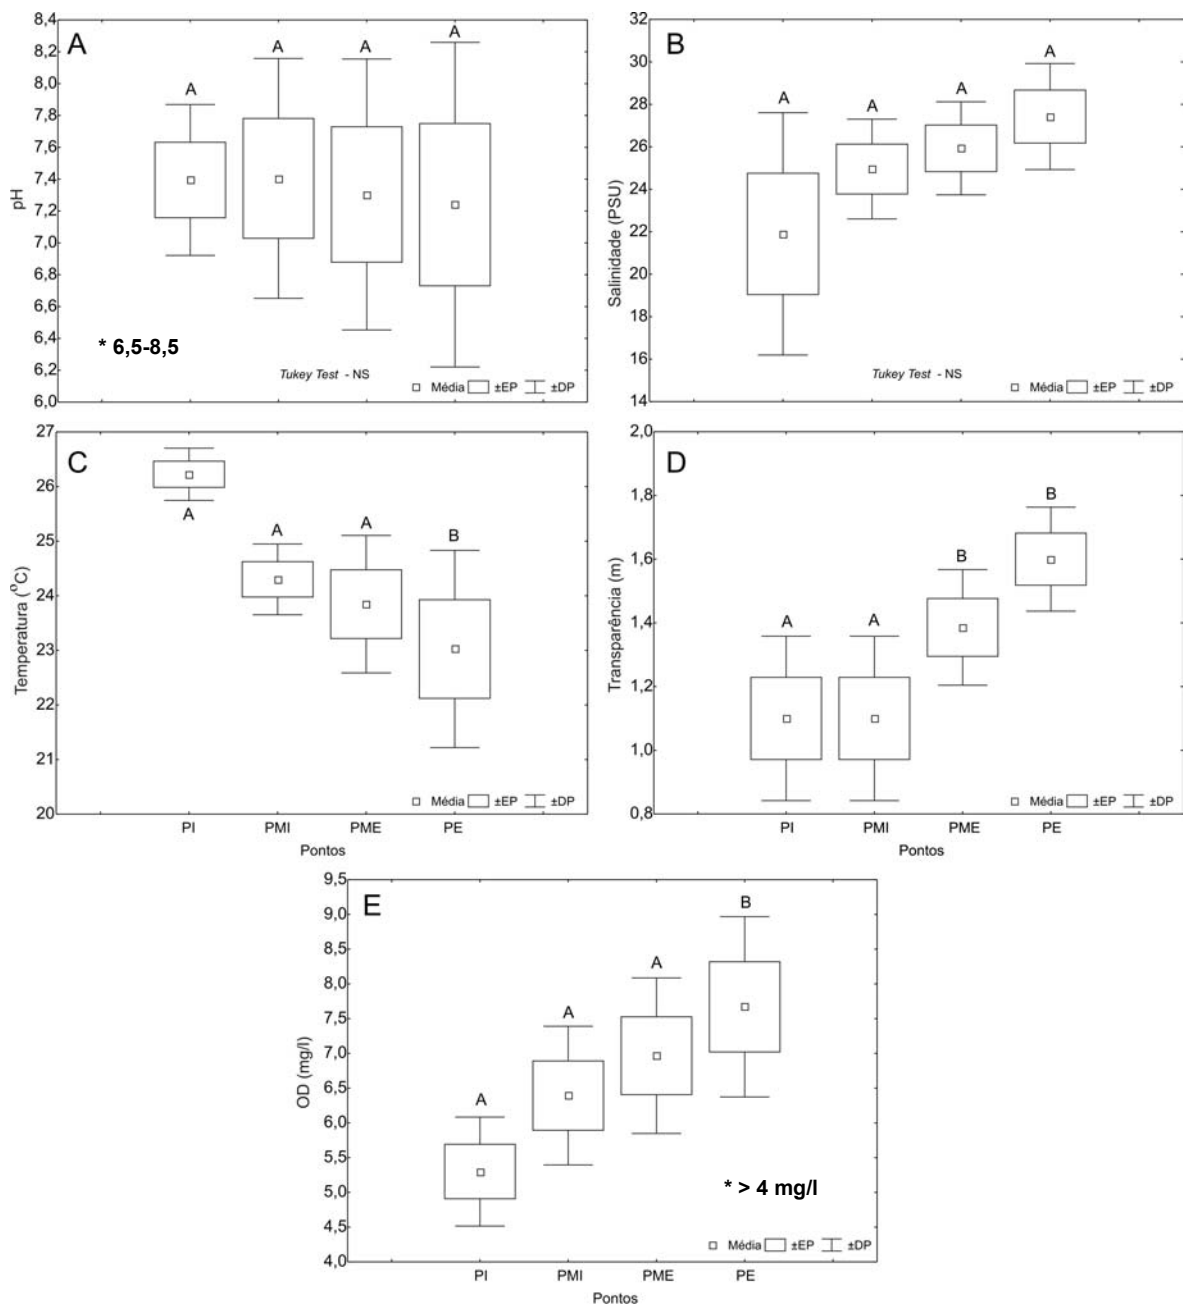 A
pH
8,4
8,2
8,0
7,8
7,6
7,4
7,2
7,0
6,8
6,6
6,4
6,2
6,0
A
A
A
A
* 6,5-8,5
Tukey Test - NS
Média ±EP ±DP
B
Salinidade (PSU)
32
30
28
26
24
22
20
18
16
14
A
A
A
A
Tukey Test - NS
Média ±EP ±DP
C
Temperatura (°C)
27
26
25
24
23
22
21
20
A
A
A
B
Média ±EP ±DP
PI PMI PME PE
Pontos
D
Transparência (m)
2,0
1,8
1,6
1,4
1,2
1,0
0,8
A
A
B
B
Média ±EP ±DP
PI PMI PME PE
Pontos
E
OD (mg/l)
9,5
9,0
8,5
8,0
7,5
7,0
6,5
6,0
5,5
5,0
4,5
4,0
A
A
A
B
* > 4 mg/l
Média ±EP ±DP
PI PMI PME PE
Pontos